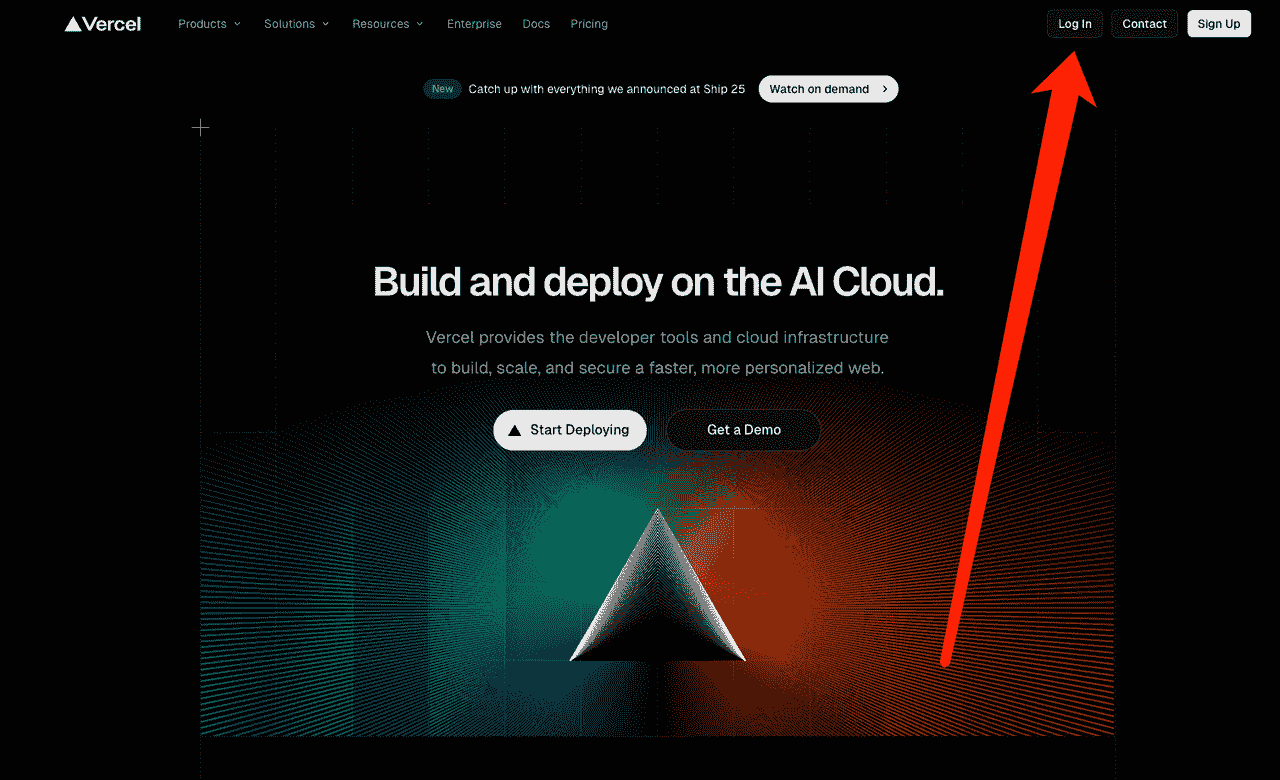 Vercel
Products Solutions Resources Enterprise Docs Pricing Log In Contact Sign Up
New Catch up with everything we announced at Ship 25 Watch on demand
Build and deploy on the AI Cloud.
Vercel provides the developer tools and cloud infrastructure
to build, scale, and secure a faster, more personalized web.
Start Deploying Get a Demo